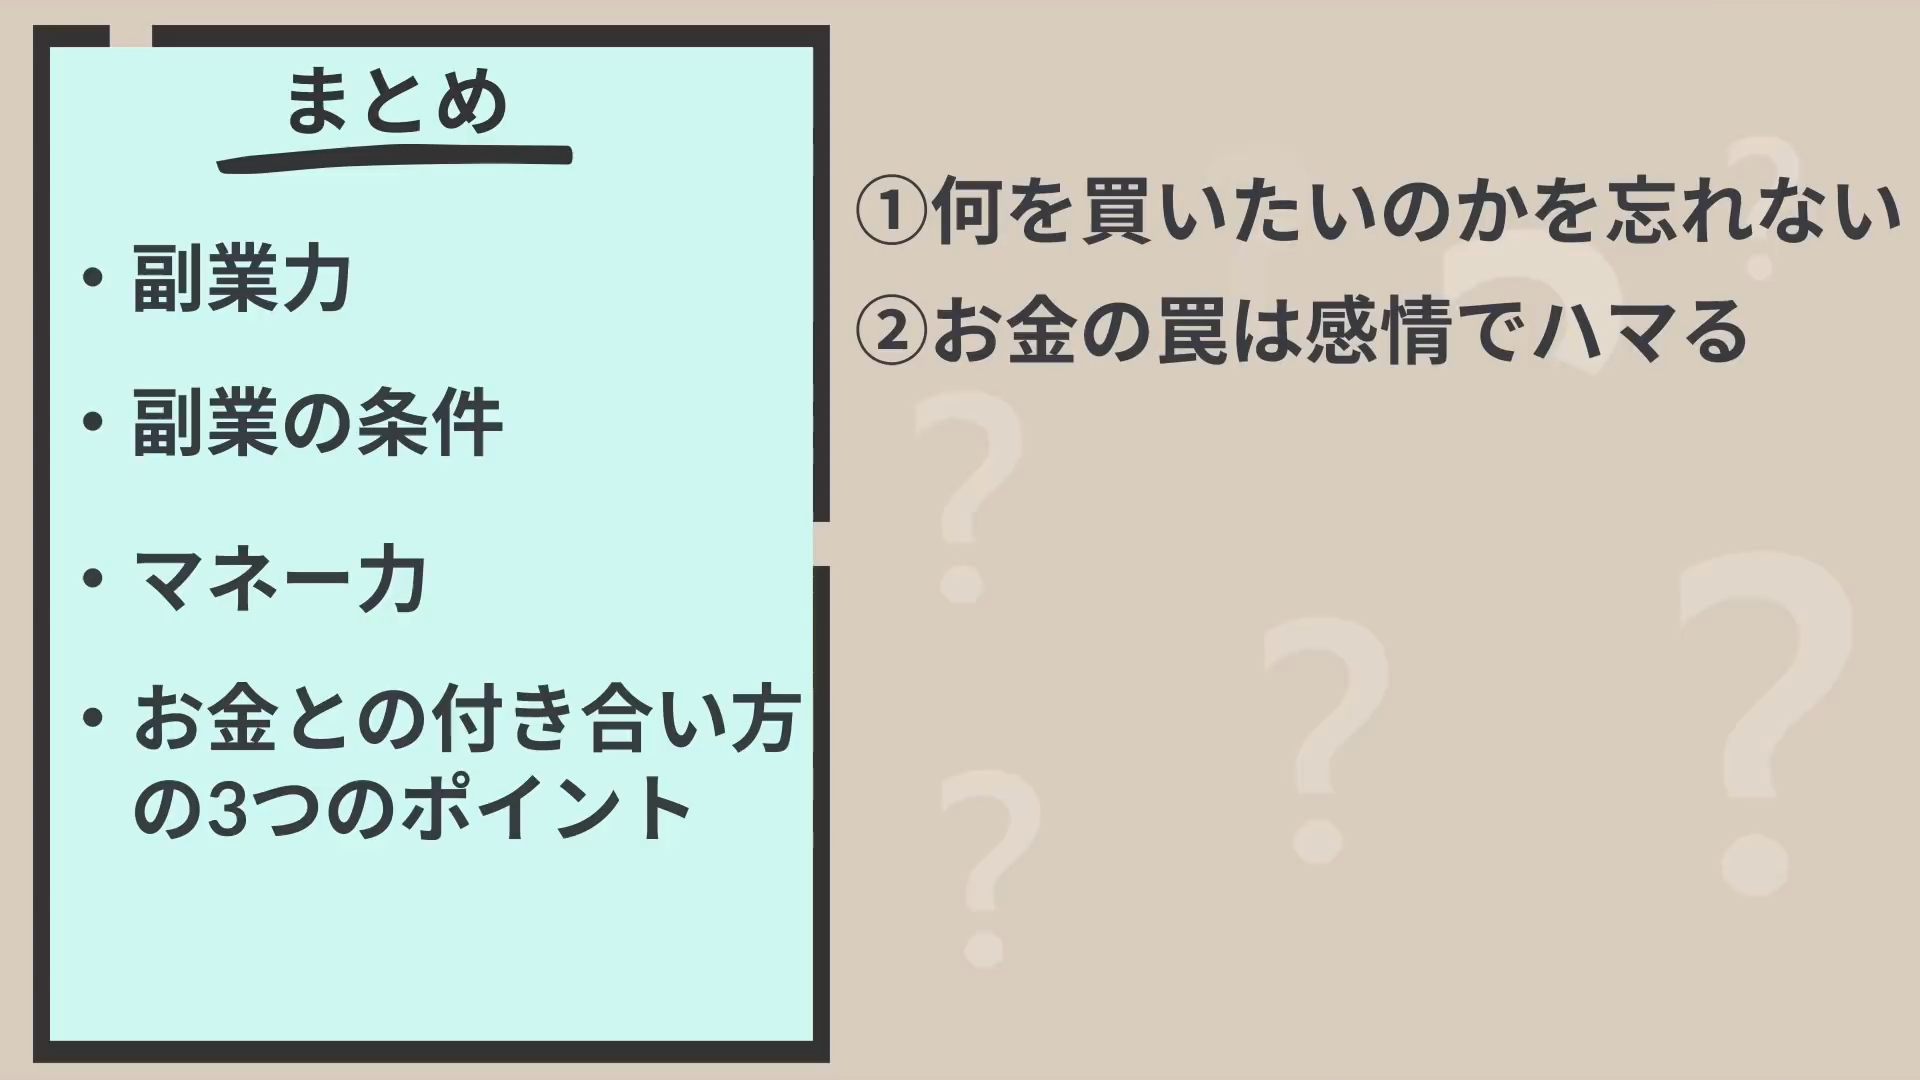 まとめ
・副業力
・副業の条件
・マネー力
・お金との付き合い方
の3つのポイント
①何を買いたいのかを忘れない
②お金の罠は感情でハマる
?
?
?
?
?